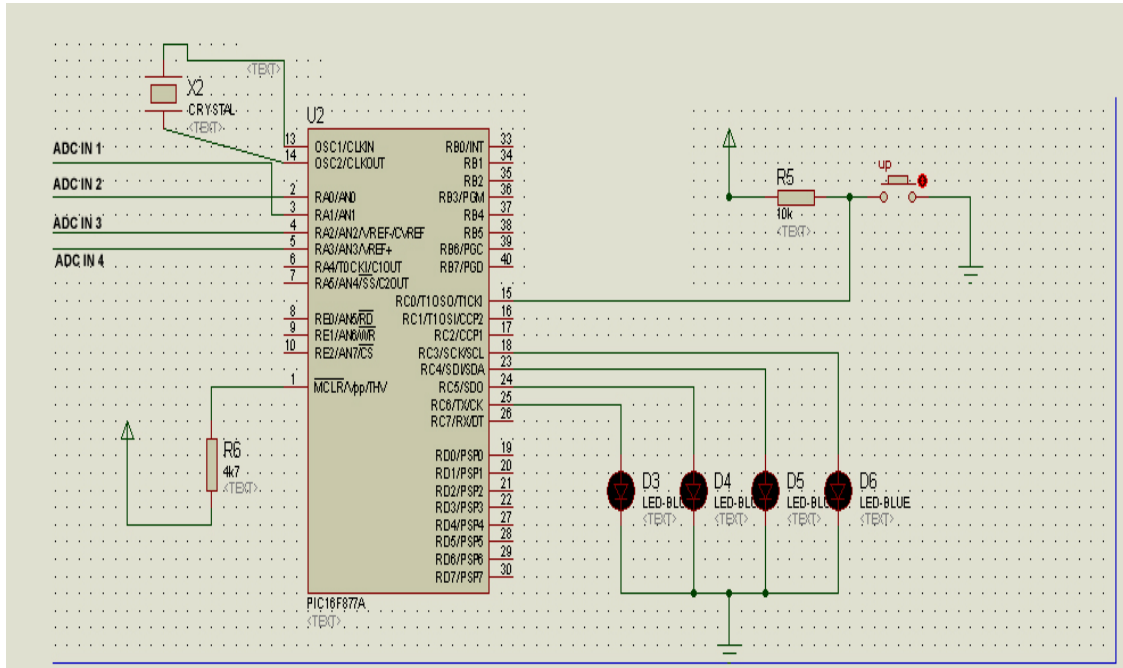 <TEXT>
X2
CRYSTAL
<TEXT>
U2
ADC IN 1
ADC IN 2
ADC IN 3
ADC IN 4
13
14
2
3
4
5
6
7
8
9
10
1
OSC1/CLKIN
OSC2/CLKOUT
RA0/AN0
RA1/AN1
RA2/AN2/VREF-/CVREF
RA3/AN3/VREF+
RA4/T0CKI/C1OUT
RA5/AN4/SS/C2OUT
RE0/AN5/RD
RE1/AN6/WR
RE2/AN7/CS
MCLR/Vpp/THV
RB0/INT
RB1
RB2
RB3/PGM
RB4
RB5
RB6/PGC
RB7/PGD
RC0/T1OSO/T1CKI
RC1/T1OSI/CCP2
RC2/CCP1
RC3/SCK/SCL
RC4/SDI/SDA
RC5/SDO
RC6/TX/CK
RC7/RX/DT
RD0/PSP0
RD1/PSP1
RD2/PSP2
RD3/PSP3
RD4/PSP4
RD5/PSP5
RD6/PSP6
RD7/PSP7
33
34
35
36
37
38
39
40
15
16
17
18
23
24
25
26
19
20
21
22
27
28
29
30
PIC16F877A
<TEXT>
R6
4k7
<TEXT>
R5
10k
<TEXT>
up
D3
LED-BLU
<TEXT>
D4
LED-BLU
<TEXT>
D5
LED-BLU
<TEXT>
D6
LED-BLUE
<TEXT>